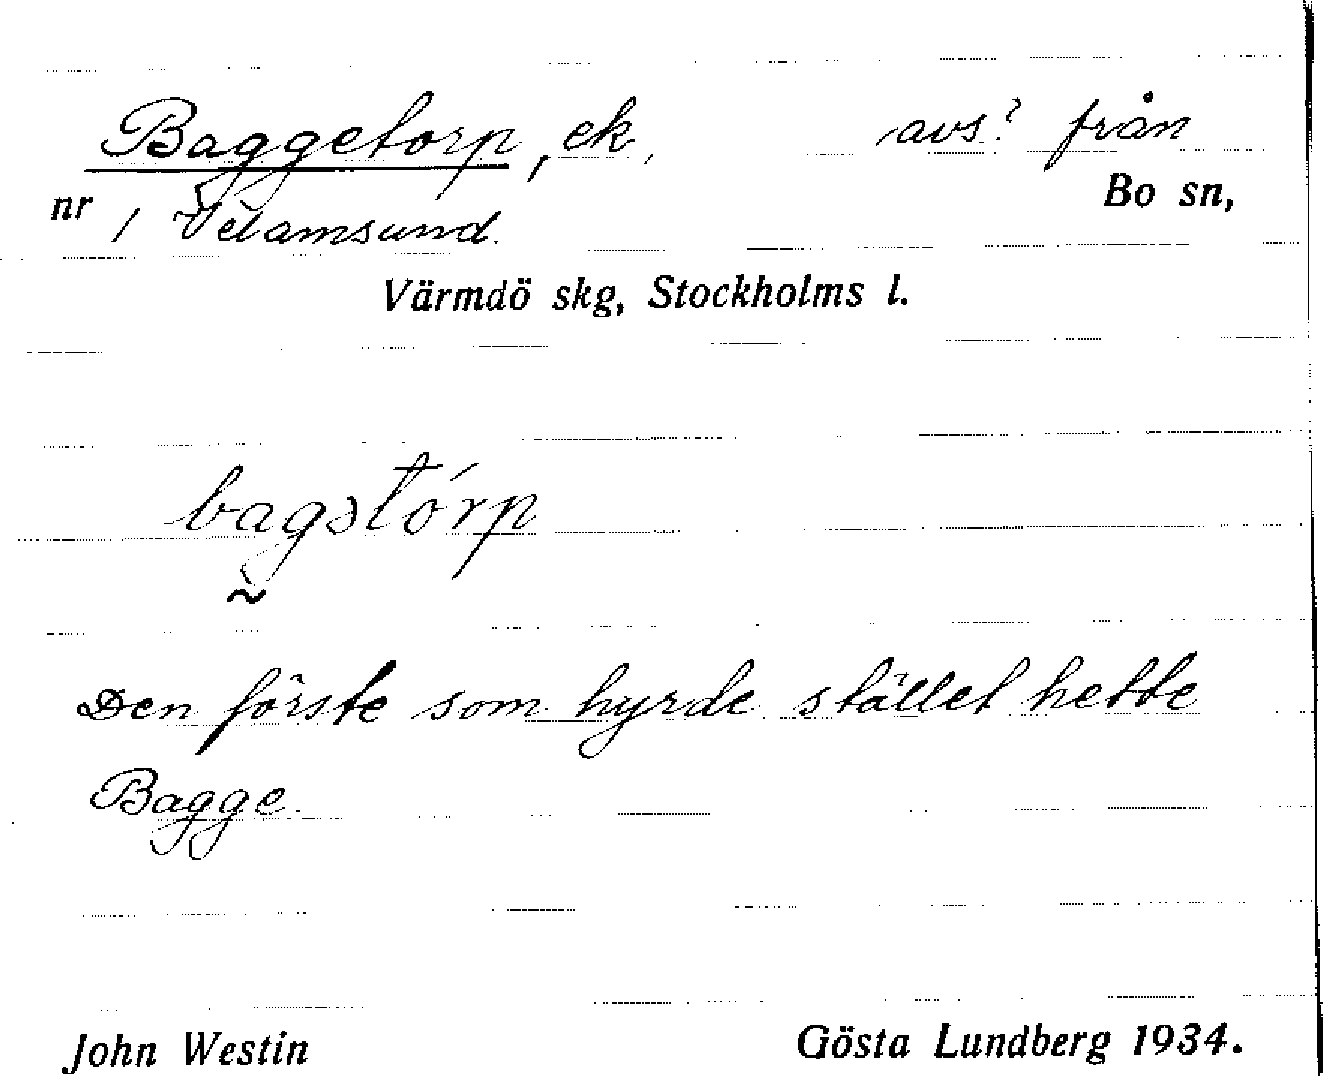 Baggetorp, ek, avs? från
nr 1 Velamsund. Bo sn,
Värmdö skg, Stockholms l.
bagətórp
Den förste som hyrde stället hette
Bagge.
John Westin Gösta Lundberg 1934.